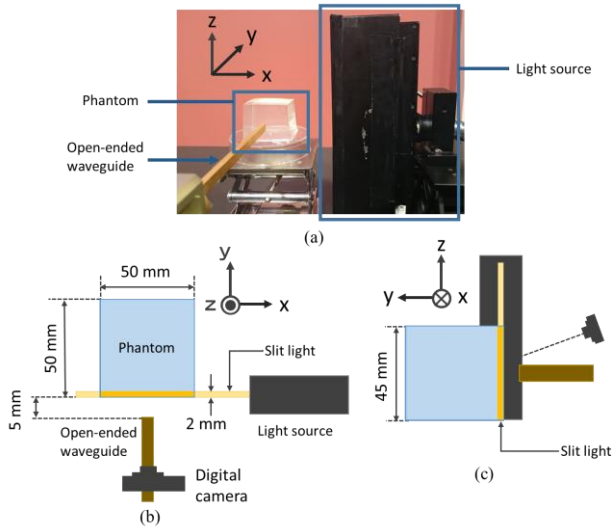 z
y
x
Light source
Phantom
Open-ended
waveguide
(a)
50 mm
y
z
x
50 mm
Phantom
Slit light
5 mm
2 mm
Light source
Open-ended
waveguide
Digital
camera
(b)
z
y
x
45 mm
Slit light
(c)